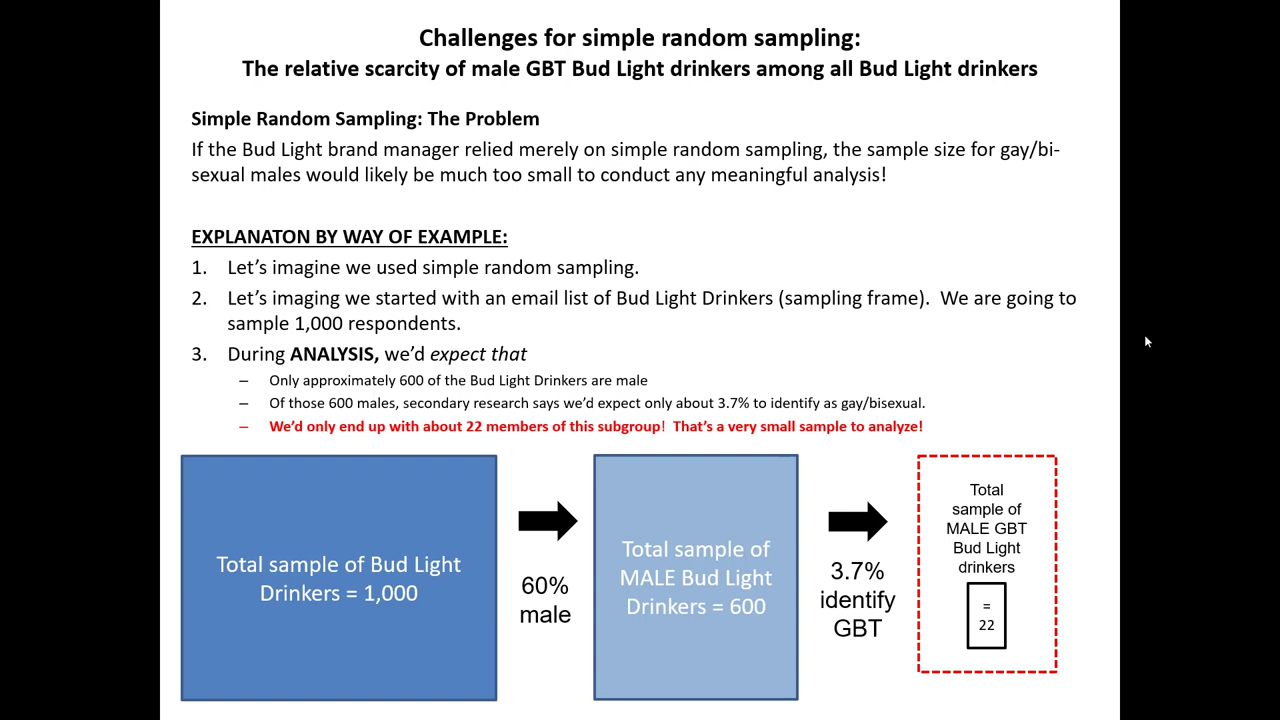 Challenges for simple random sampling:
The relative scarcity of male GBT Bud Light drinkers among all Bud Light drinkers
Simple Random Sampling: The Problem
If the Bud Light brand manager relied merely on simple random sampling, the sample size for gay/bi-
sexual males would likely be much too small to conduct any meaningful analysis!
EXPLANATON BY WAY OF EXAMPLE:
1. Let’s imagine we used simple random sampling.
2. Let’s imaging we started with an email list of Bud Light Drinkers (sampling frame).  We are going to
sample 1,000 respondents.
3. During ANALYSIS, we’d expect that
– Only approximately 600 of the Bud Light Drinkers are male
– Of those 600 males, secondary research says we’d expect only about 3.7% to identify as gay/bisexual.
– We’d only end up with about 22 members of this subgroup!  That’s a very small sample to analyze!
Total sample of Bud Light
Drinkers = 1,000
60%
male
Total sample of
MALE Bud Light
Drinkers = 600
3.7%
identify
GBT
Total
sample of
MALE GBT
Bud Light
drinkers
=
22